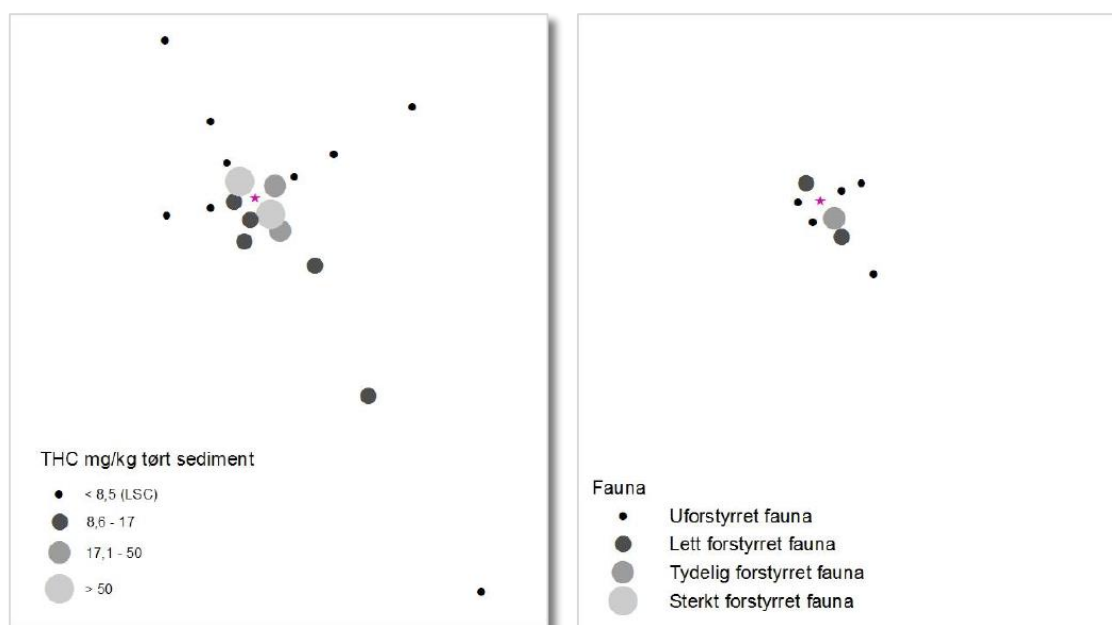 THC mg/kg tørt sediment
< 8,5 (LSC)
8,6 - 17
17,1 - 50
> 50
Fauna
Uforstyrret fauna
Lett forstyrret fauna
Tydelig forstyrret fauna
Sterkt forstyrret fauna